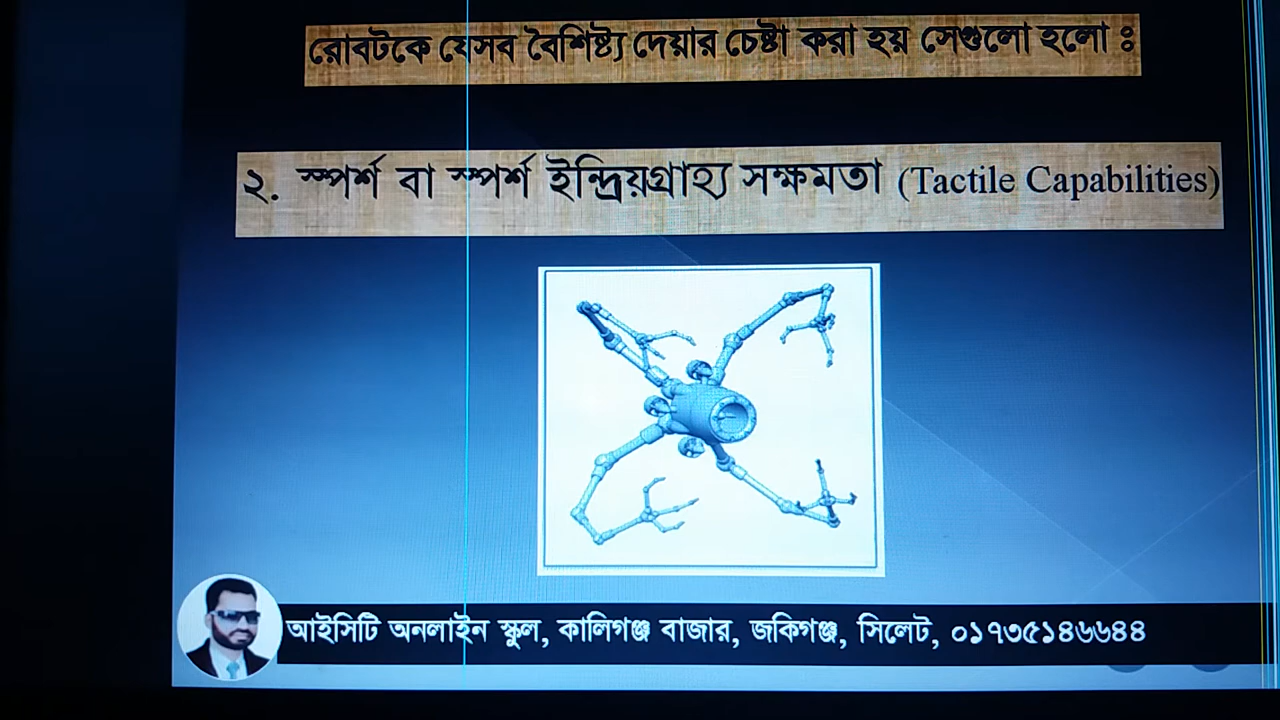 রোবটকে যেসব বৈশিষ্ট্য দেয়ার চেষ্টা করা হয় সেগুলো হলো ঃ
২. স্পর্শ বা স্পর্শ ইন্দ্রিয়গ্রাহ্য সক্ষমতা (Tactile Capabilities)
আইসিটি অনলাইন স্কুল, কালিগঞ্জ বাজার, জকিগঞ্জ, সিলেট, ০১৭৩৫১৪৬৬৪৪